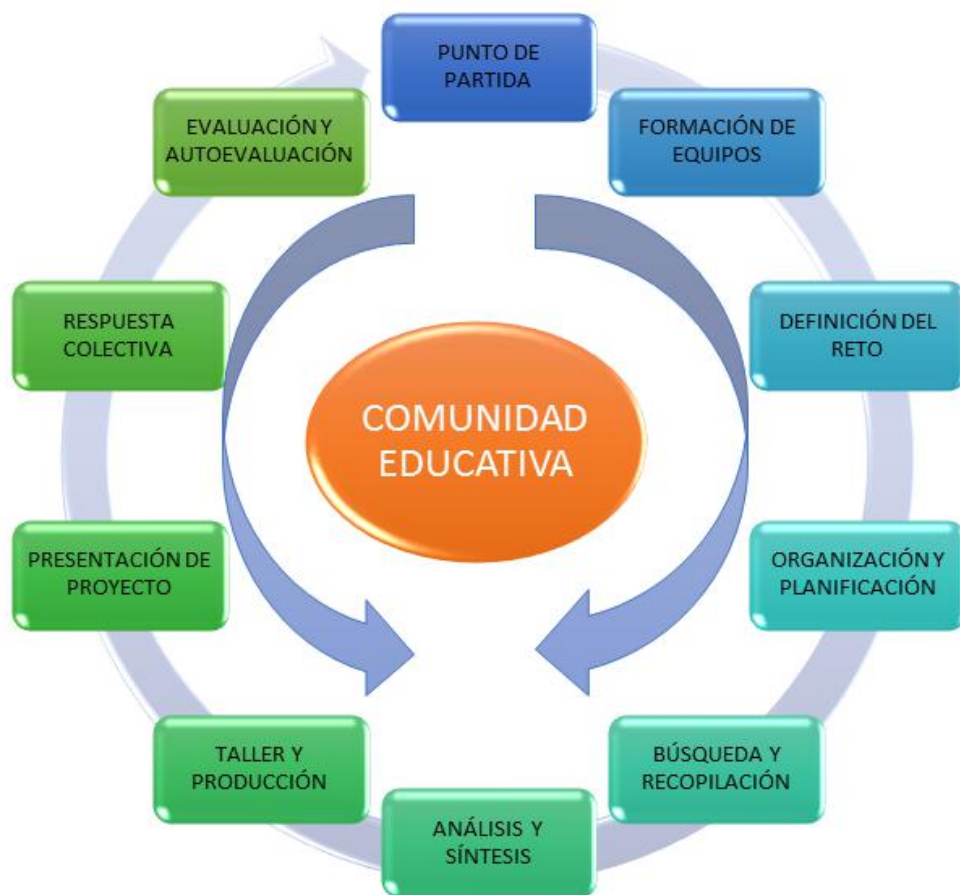 PUNTO DE
PARTIDA
FORMACIÓN DE
EQUIPOS
DEFINICIÓN DEL
RETO
ORGANIZACIÓN Y
PLANIFICACIÓN
BÚSQUEDA Y
RECOPILACIÓN
ANÁLISIS Y
SÍNTESIS
TALLER Y
PRODUCCIÓN
PRESENTACIÓN DE
PROYECTO
RESPUESTA
COLECTIVA
EVALUACIÓN Y
AUTOEVALUACIÓN
COMUNIDAD
EDUCATIVA